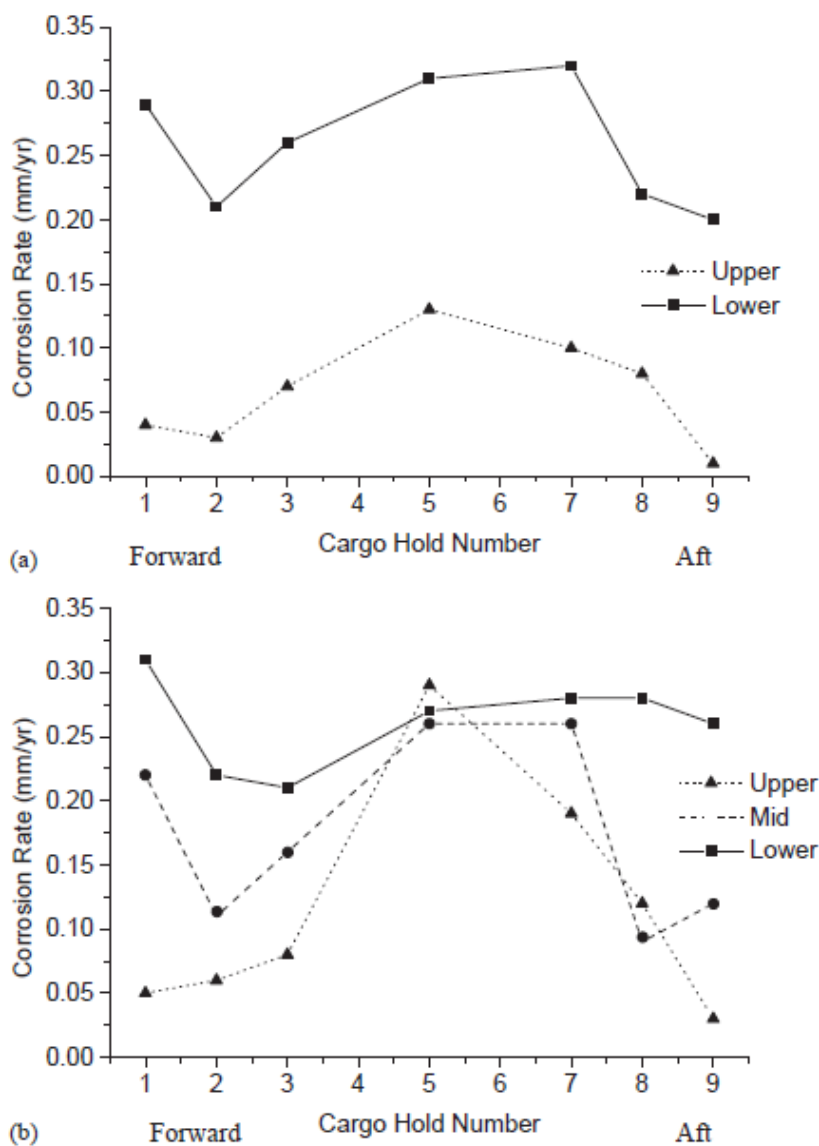 0.35
0.30
0.25
0.20
0.15
0.10
0.05
0.00
Corrosion Rate (mm/yr)
Upper
Lower
1 2 3 4 5 6 7 8 9
Cargo Hold Number
(a) Forward Aft
0.35
0.30
0.25
0.20
0.15
0.10
0.05
0.00
Corrosion Rate (mm/yr)
Upper
Mid
Lower
1 2 3 4 5 6 7 8 9
Cargo Hold Number
(b) Forward Aft